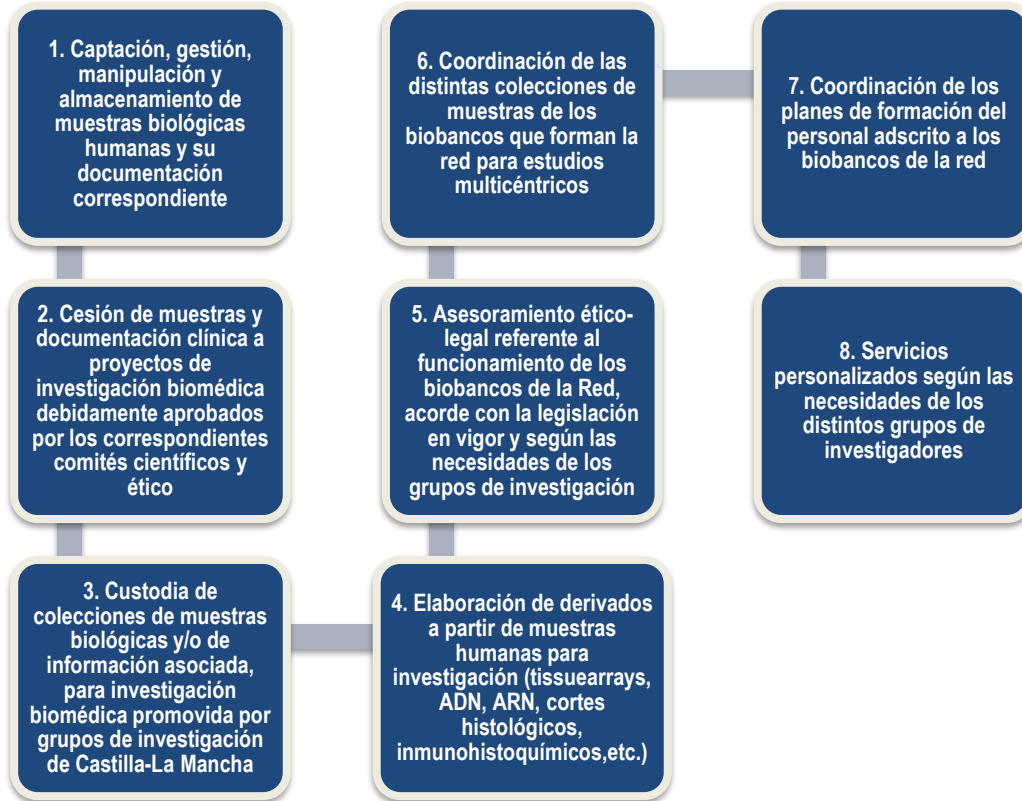 1. Captación, gestión,
manipulación y
almacenamiento de
muestras biológicas
humanas y su
documentación
correspondiente
2. Cesión de muestras y
documentación clínica a
proyectos de
investigación biomédica
debidamente aprobados
por los correspondientes
comités científicos y
ético
3. Custodia de
colecciones de muestras
biológicas y/o de
información asociada,
para investigación
biomédica promovida por
grupos de investigación
de Castilla-La Mancha
4. Elaboración de derivados
a partir de muestras
humanas para
investigación (tissuearrays,
ADN, ARN, cortes
histológicos,
inmunohistoquímicos,etc.)
5. Asesoramiento ético-
legal referente al
funcionamiento de los
biobancos de la Red,
acorde con la legislación
en vigor y según las
necesidades de los
grupos de investigación
6. Coordinación de las
distintas colecciones de
muestras de los
biobancos que forman la
red para estudios
multicéntricos
7. Coordinación de los
planes de formación del
personal adscrito a los
biobancos de la red
8. Servicios
personalizados según las
necesidades de los
distintos grupos de
investigadores